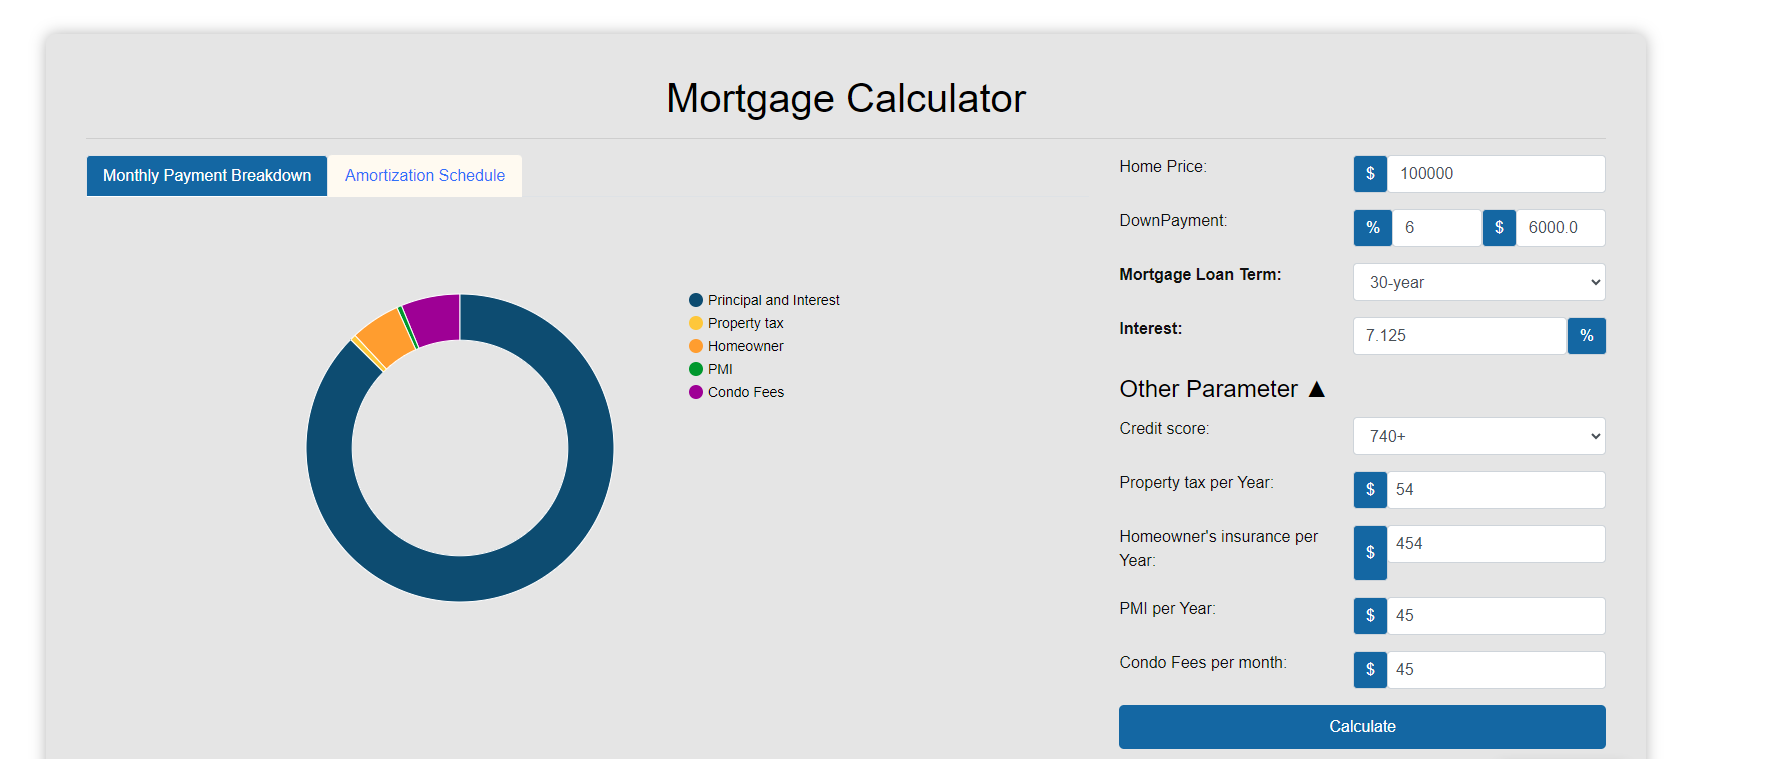 Mortgage Calculator
Monthly Payment Breakdown
Amortization Schedule
Principal and Interest
Property tax
Homeowner
PMI
Condo Fees
Home Price:
$ 100000
DownPayment:
% 6 $ 6000.0
Mortgage Loan Term:
30-year
Interest:
7.125 %
Other Parameter ▲
Credit score:
740+
Property tax per Year:
$ 54
Homeowner's insurance per
Year:
$ 454
PMI per Year:
$ 45
Condo Fees per month:
$ 45
Calculate